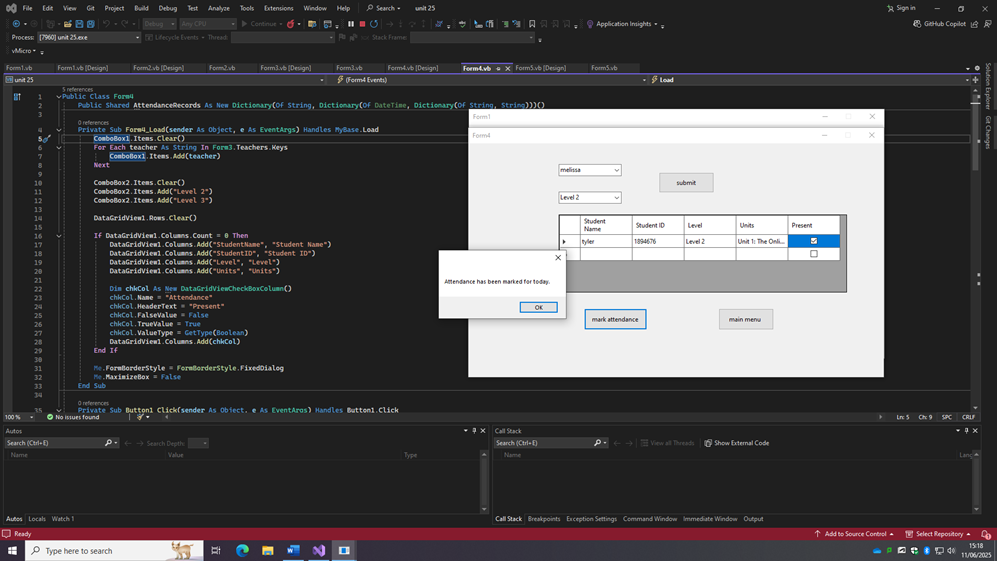 File Edit View Git Project Build Debug Test Analyze Tools Extensions Window Help Search unit 25 Sign in
Debug Any CPU Continue Application Insights GitHub Copilot
Process: [7960] unit 25.exe Lifecycle Events Thread: Stack Frame:
vMicro
Form1.vb Form1.vb [Design] Form2.vb [Design] Form2.vb Form3.vb [Design] Form3.vb Form4.vb [Design] Form4.vb Form5.vb [Design] Form5.vb
unit 25 (Form4 Events) Load
5 references
1 Public Class Form4
2 Public Shared AttendanceRecords As New Dictionary(Of String, Dictionary(Of DateTime, Dictionary(Of String, String)))()
3
0 references
4 Private Sub Form4_Load(sender As Object, e As EventArgs) Handles MyBase.Load
5 ComboBox1.Items.Clear()
6 For Each teacher As String In Form3.Teachers.Keys
7 ComboBox1.Items.Add(teacher)
8 Next
9
10 ComboBox2.Items.Clear()
11 ComboBox2.Items.Add("Level 2")
12 ComboBox2.Items.Add("Level 3")
13
14 DataGridView1.Rows.Clear()
15
16 If DataGridView1.Columns.Count = 0 Then
17 DataGridView1.Columns.Add("StudentName", "Student Name")
18 DataGridView1.Columns.Add("StudentID", "Student ID")
19 DataGridView1.Columns.Add("Level", "Level")
20 DataGridView1.Columns.Add("Units", "Units")
21
22 Dim chkCol As New DataGridViewCheckBoxColumn()
23 chkCol.Name = "Attendance"
24 chkCol.HeaderText = "Present"
25 chkCol.FalseValue = False
26 chkCol.TrueValue = True
27 chkCol.ValueType = GetType(Boolean)
28 DataGridView1.Columns.Add(chkCol)
29 End If
30
31 Me.FormBorderStyle = FormBorderStyle.FixedDialog
32 Me.MaximizeBox = False
33 End Sub
34
0 references
35 Private Sub Button1_Click(sender As Object, e As EventArgs) Handles Button1.Click
Form1
Form4
melissa
submit
Level 2
Student Name Student ID Level Units Present
tyler 1894676 Level 2 Unit 1: The Onli...
Attendance has been marked for today.
OK
mark attendance main menu
Solution Explorer
Git Changes
100 % No issues found Ln: 5 Ch: 9 SPC CRLF
Autos
Search (Ctrl+E) Search Depth:
Name Value Type
Autos Locals Watch 1
Call Stack
Search (Ctrl+E) View all Threads Show External Code
Name Lang
Call Stack Breakpoints Exception Settings Command Window Immediate Window Output
Ready Add to Source Control Select Repository
Type here to search
15:18
11/06/2025